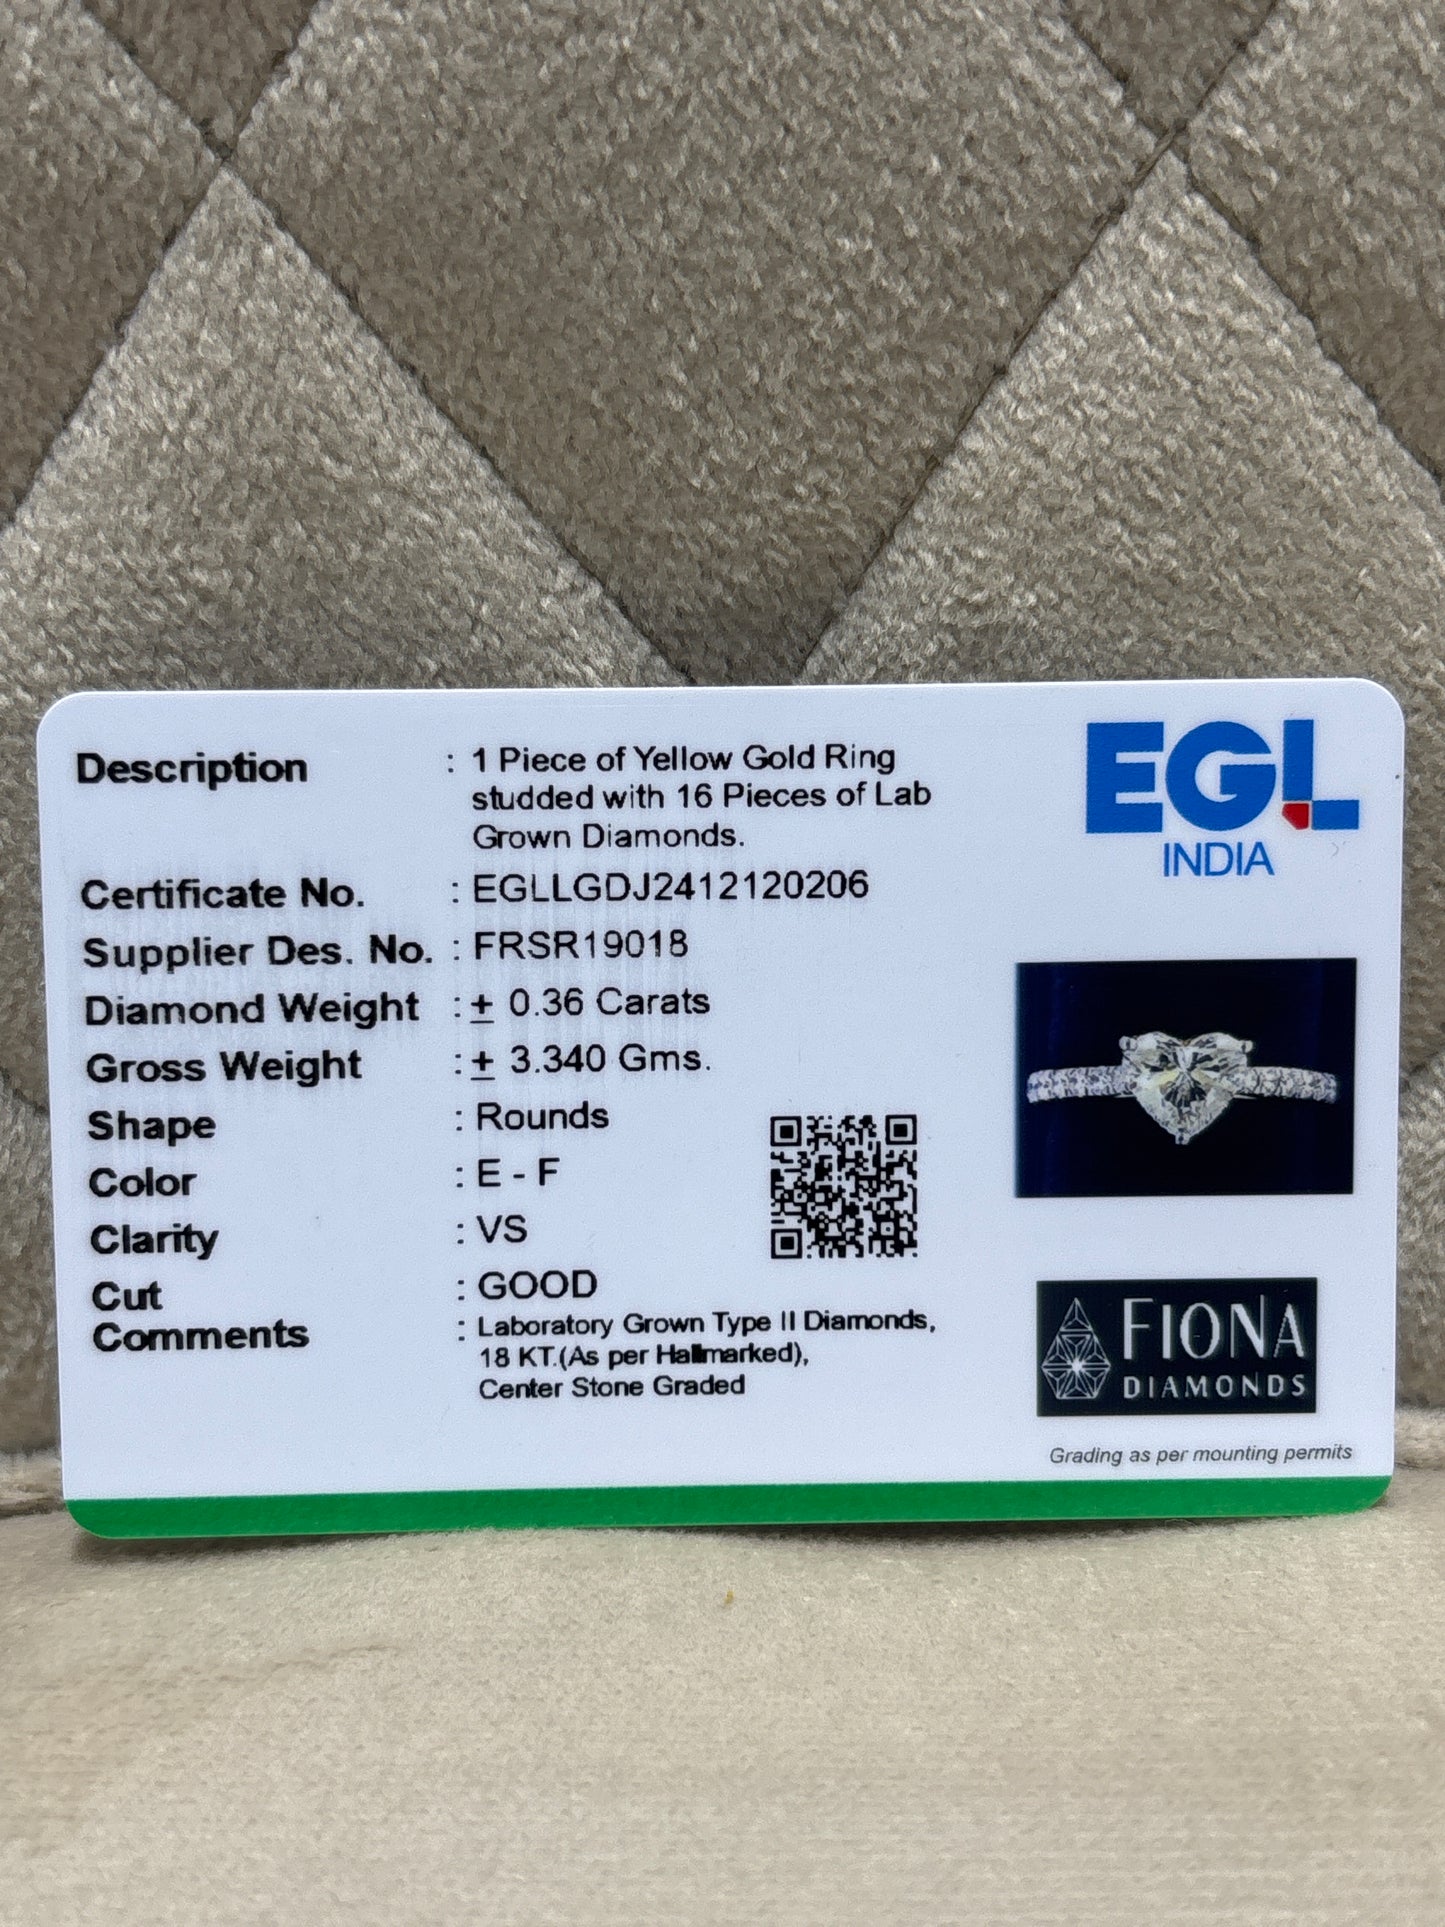 Description : 1 Piece of Yellow Gold Ring
studded with 16 Pieces of Lab
Grown Diamonds.
Certificate No. : EGLLGDJ2412120206
Supplier Des. No. : FRSR19018
Diamond Weight : ± 0.36 Carats
Gross Weight : ± 3.340 Gms.
Shape : Rounds
Color : E - F
Clarity : VS
Cut : GOOD
Comments : Laboratory Grown Type II Diamonds,
18 KT.(As per Hallmarked),
Center Stone Graded
EGL
INDIA
FIONA
DIAMONDS
Grading as per mounting permits